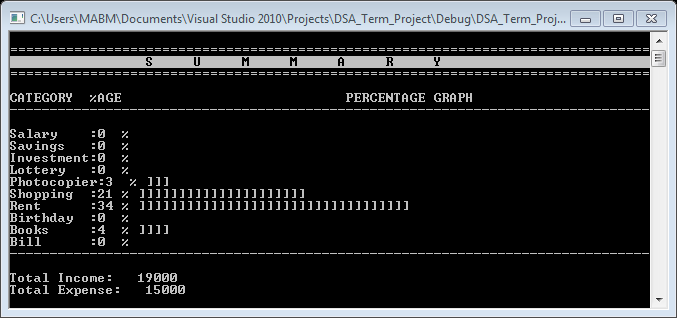 C:\Users\MABM\Documents\Visual Studio 2010\Projects\DSA_Term_Project\Debug\DSA_Term_Proj...
================================================================================
S U M M A R Y
================================================================================
CATEGORY %AGE PERCENTAGE GRAPH
--------------------------------------------------------------------------------
Salary :0 %
Savings :0 %
Investment:0 %
Lottery :0 %
Photocopier:3 % ]]]
Shopping :21 % ]]]]]]]]]]]]]]]]]]]]]
Rent :34 % ]]]]]]]]]]]]]]]]]]]]]]]]]]]]]]]]]]
Birthday :0 %
Books :4 % ]]]]
Bill :0 %
--------------------------------------------------------------------------------
Total Income: 19000
Total Expense: 15000